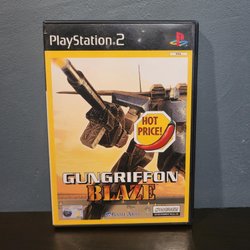 PlayStation®2
HOT
PRICE!
GUNGRIFFON
BLAZE